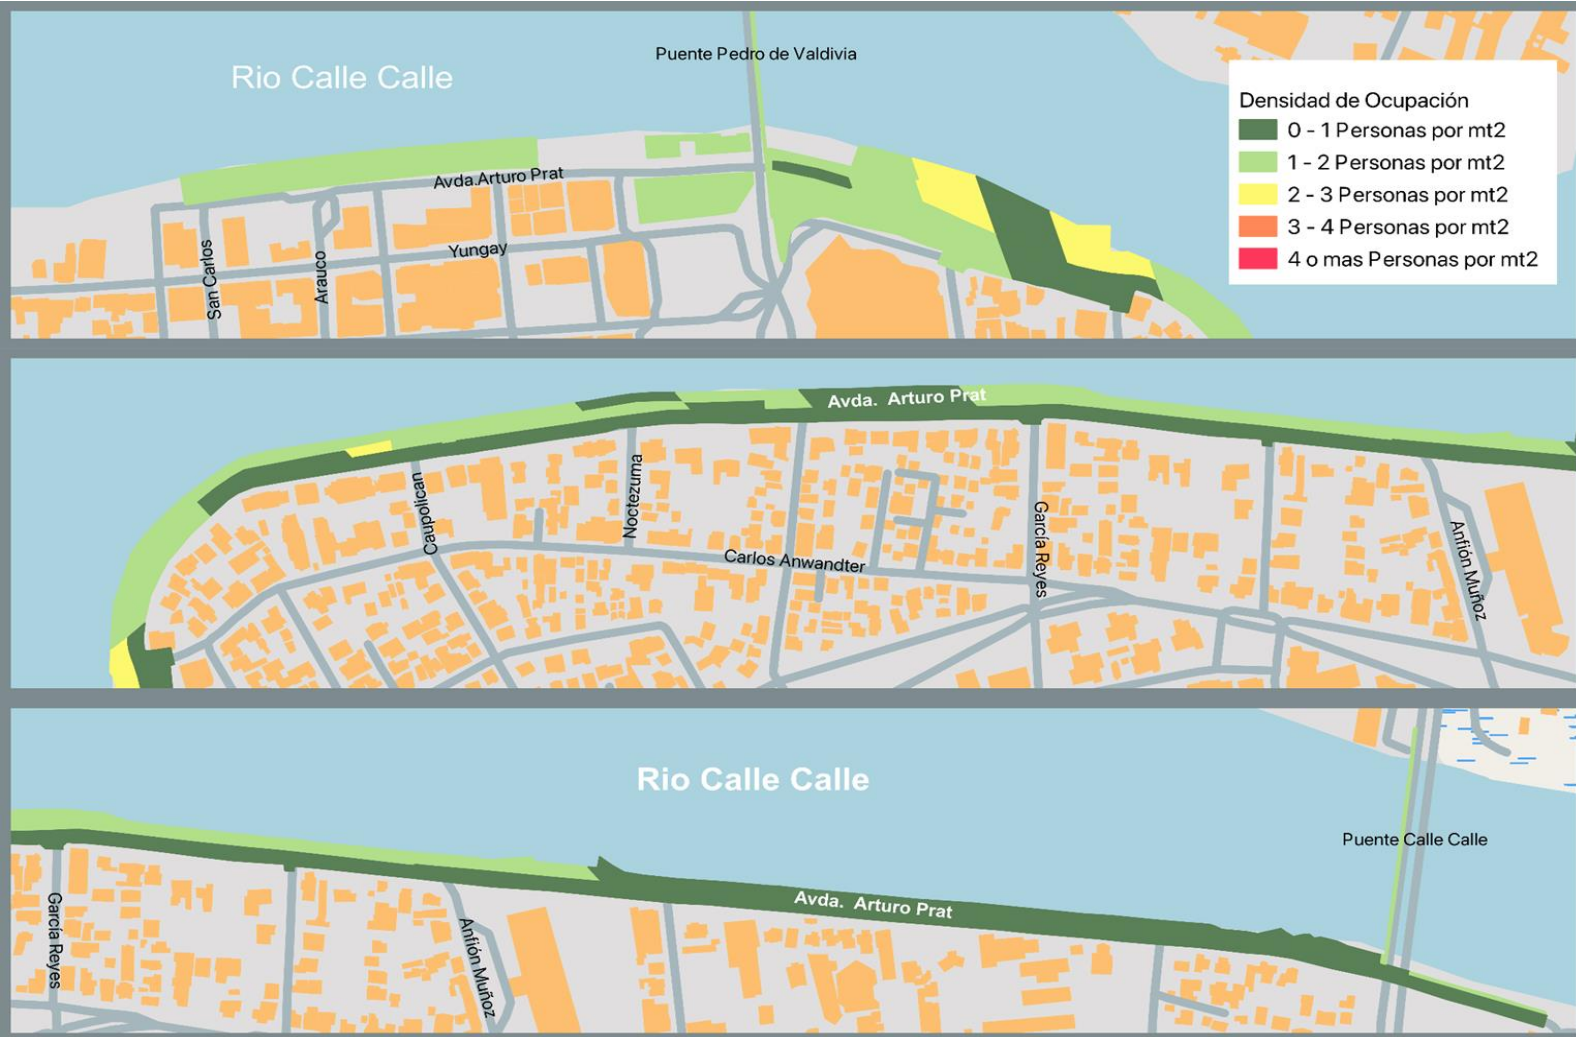 Puente Pedro de Valdivia
Rio Calle Calle
Densidad de Ocupación
0 - 1 Personas por mt2
1 - 2 Personas por mt2
2 - 3 Personas por mt2
3 - 4 Personas por mt2
4 o mas Personas por mt2
Avda.Arturo Prat
Yungay
San Carlos
Arauco
Avda. Arturo Prat
Caupolican
Noctezuma
García Reyes
Carlos Anwandter
Anfión Muñoz
Rio Calle Calle
Puente Calle Calle
Avda. Arturo Prat
García Reyes
Anfión Muñoz